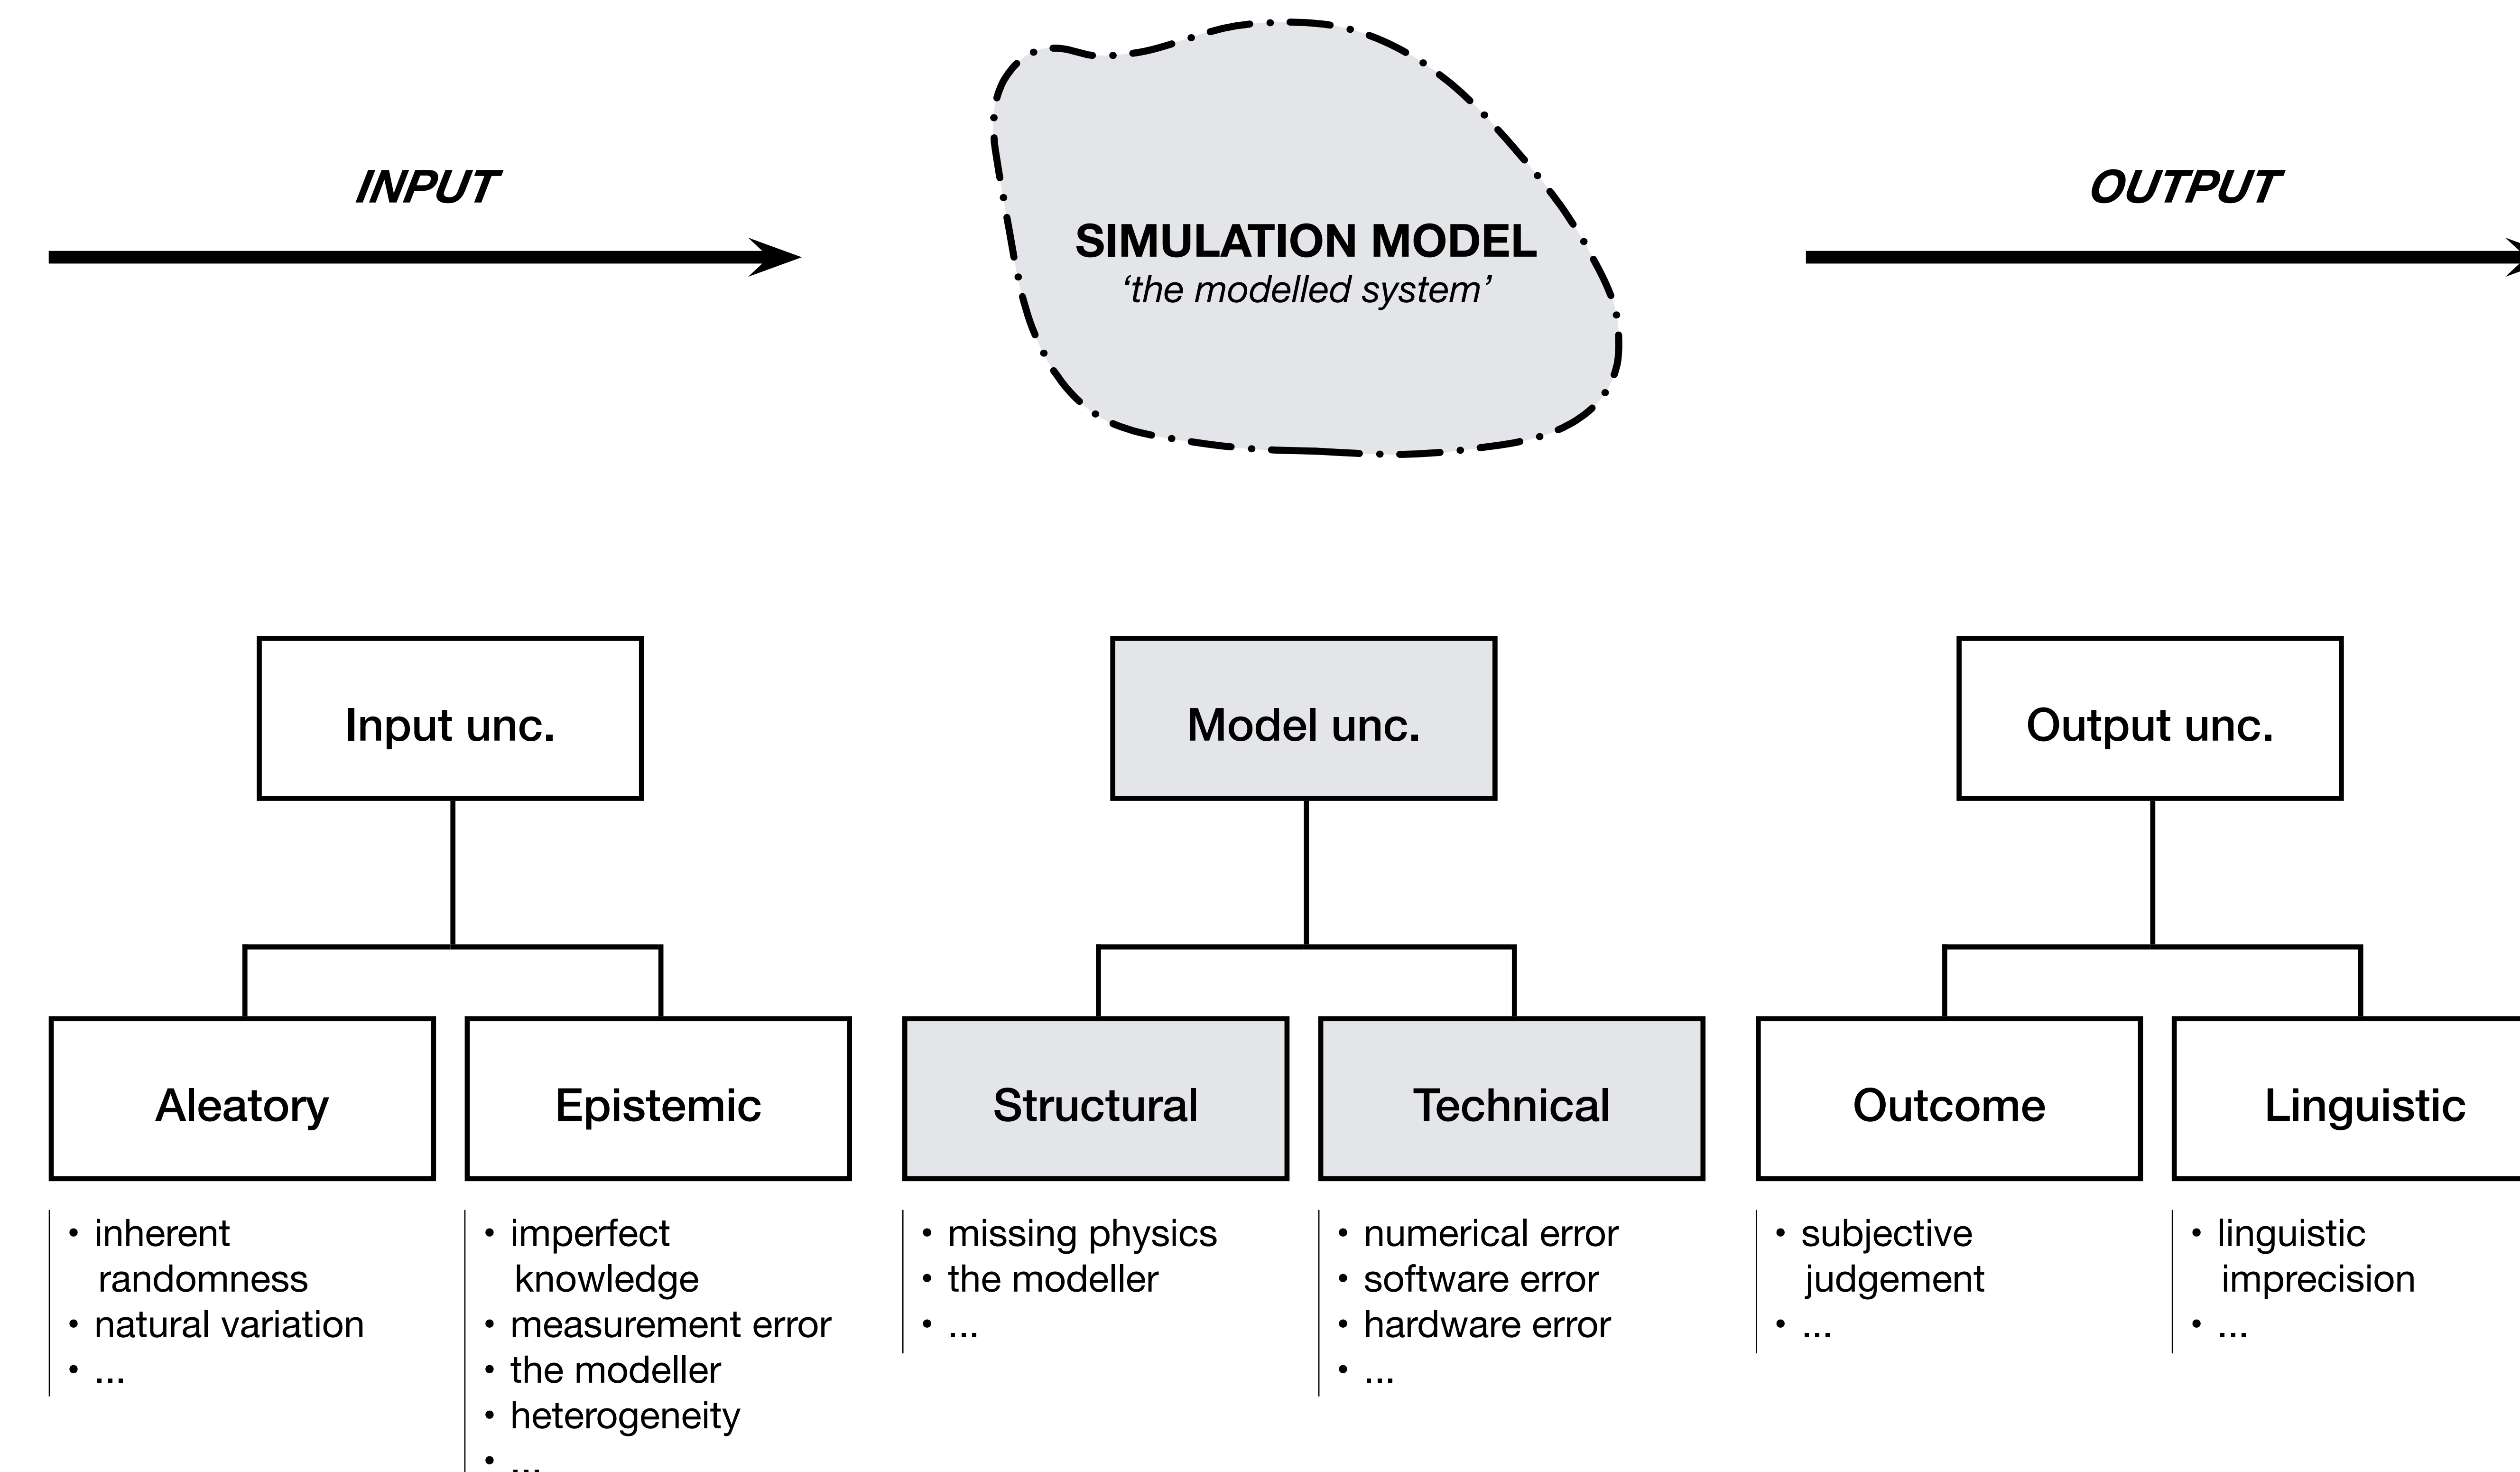 INPUT
OUTPUT
SIMULATION MODEL
‘the modelled system’
Input unc.
Model unc.
Output unc.
Aleatory
Epistemic
Structural
Technical
Outcome
Linguistic
• inherent
randomness
• natural variation
• ...
• imperfect
knowledge
• measurement error
• the modeller
• heterogeneity
• ...
• missing physics
• the modeller
• ...
• numerical error
• software error
• hardware error
• ...
• subjective
judgement
• ...
• linguistic
imprecision
• ...